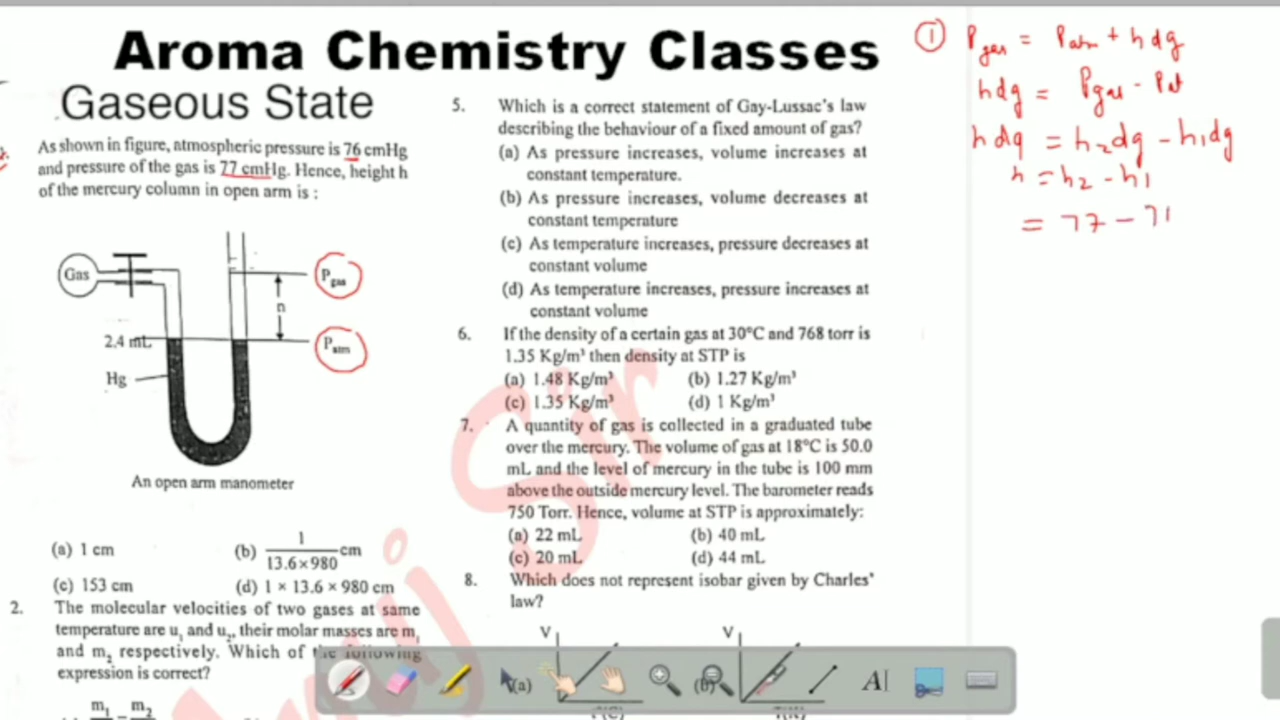 Aroma Chemistry Classes
Gaseous State
As shown in figure, atmospheric pressure is 76 cmHg
and pressure of the gas is 77 cmHg. Hence, height h
of the mercury column in open arm is :
Gas
P gas
n
2.4 mL
P atm
Hg
An open arm manometer
(a) 1 cm
(b) 1/13.6×980 cm
(c) 153 cm
(d) 1 × 13.6 × 980 cm
2. The molecular velocities of two gases at same
temperature are u₁ and u₂, their molar masses are m₁
and m₂ respectively. Which of the following
expression is correct?
m₁ m₂
5. Which is a correct statement of Gay-Lussac's law
describing the behaviour of a fixed amount of gas?
(a) As pressure increases, volume increases at
constant temperature.
(b) As pressure increases, volume decreases at
constant temperature
(c) As temperature increases, pressure decreases at
constant volume
(d) As temperature increases, pressure increases at
constant volume
6. If the density of a certain gas at 30°C and 768 torr is
1.35 Kg/m³ then density at STP is
(a) 1.48 Kg/m³
(b) 1.27 Kg/m³
(c) 1.35 Kg/m³
(d) 1 Kg/m³
7. A quantity of gas is collected in a graduated tube
over the mercury. The volume of gas at 18°C is 50.0
mL and the level of mercury in the tube is 100 mm
above the outside mercury level. The barometer reads
750 Torr. Hence, volume at STP is approximately:
(a) 22 mL
(b) 40 mL
(c) 20 mL
(d) 44 mL
8. Which does not represent isobar given by Charles'
law?
V
V
(a)
(b)
AI
① P gas = P atm + hdg
hdg = P gas - Pat
hdg = h₂dg - h₁dg
h = h₂ - h₁
= 77 - 71
Sir